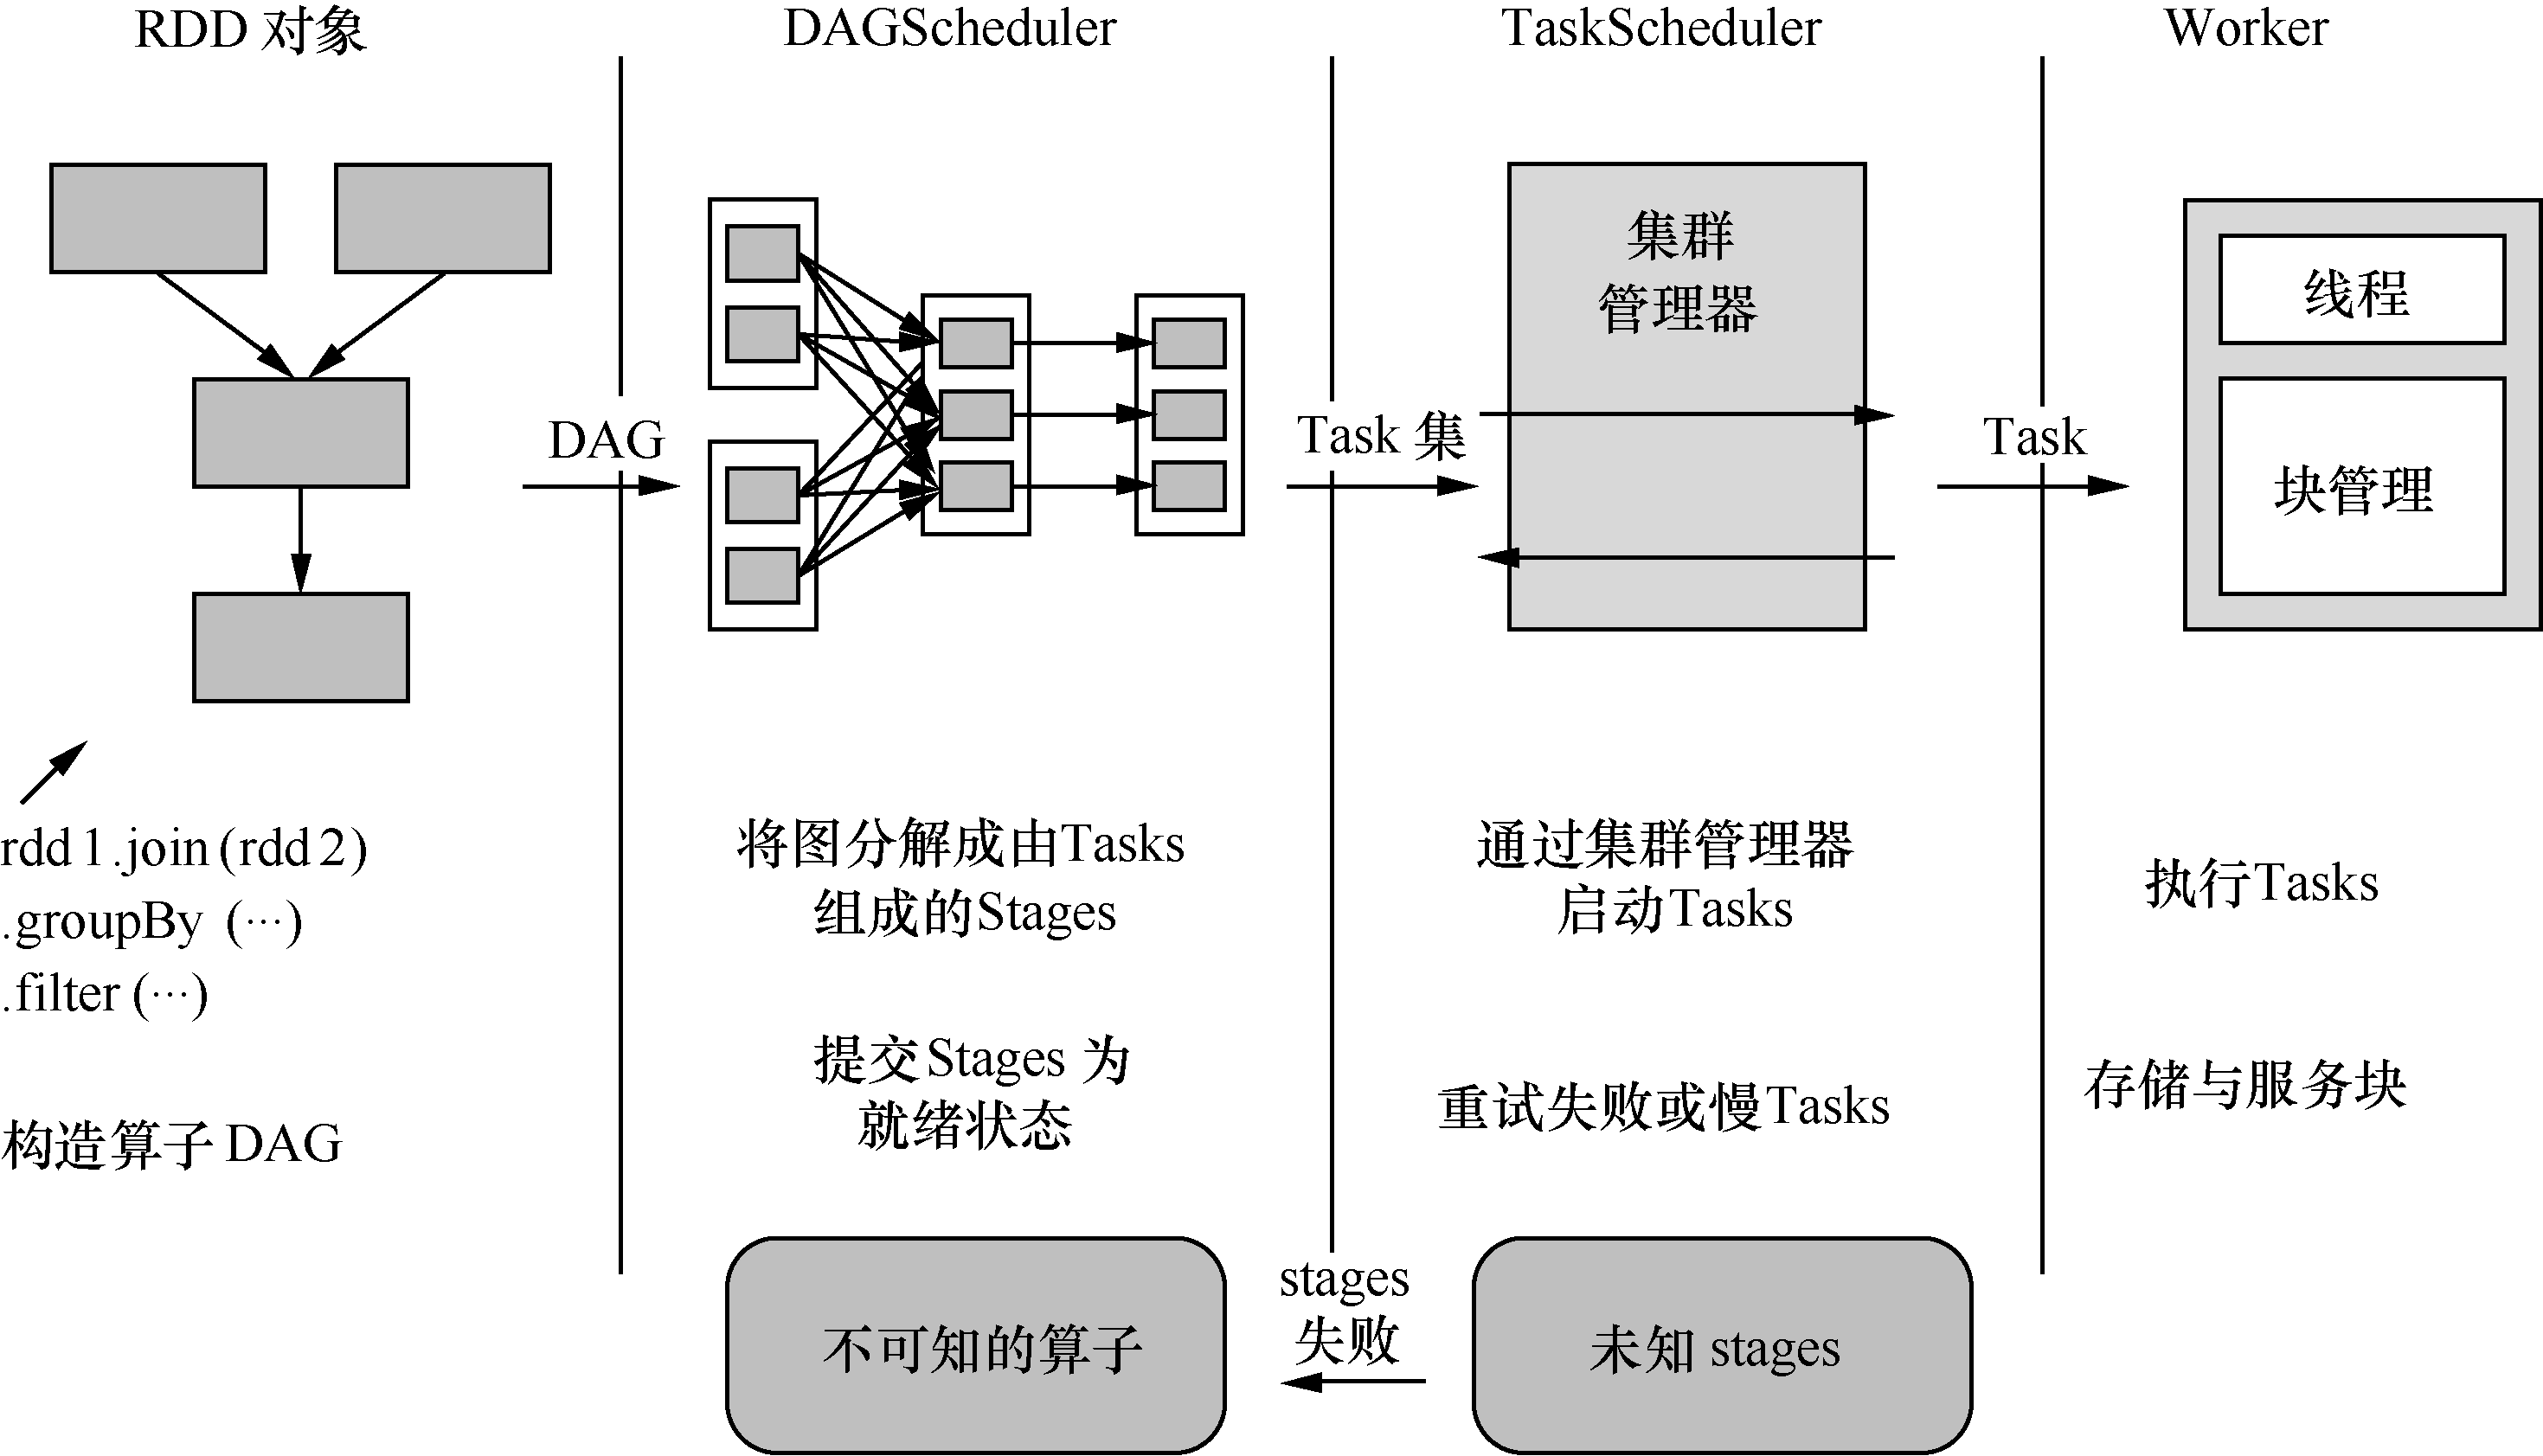 RDD 对象
DAGScheduler
TaskScheduler
Worker
DAG
Task 集
集群
管理器
Task
线程
块管理
rdd 1 .join (rdd 2)
.groupBy (···)
.filter (···)
构造算子 DAG
将图分解成由Tasks
组成的Stages
提交Stages 为
就绪状态
通过集群管理器
启动Tasks
重试失败或慢Tasks
执行Tasks
存储与服务块
不可知的算子
stages
失败
未知 stages